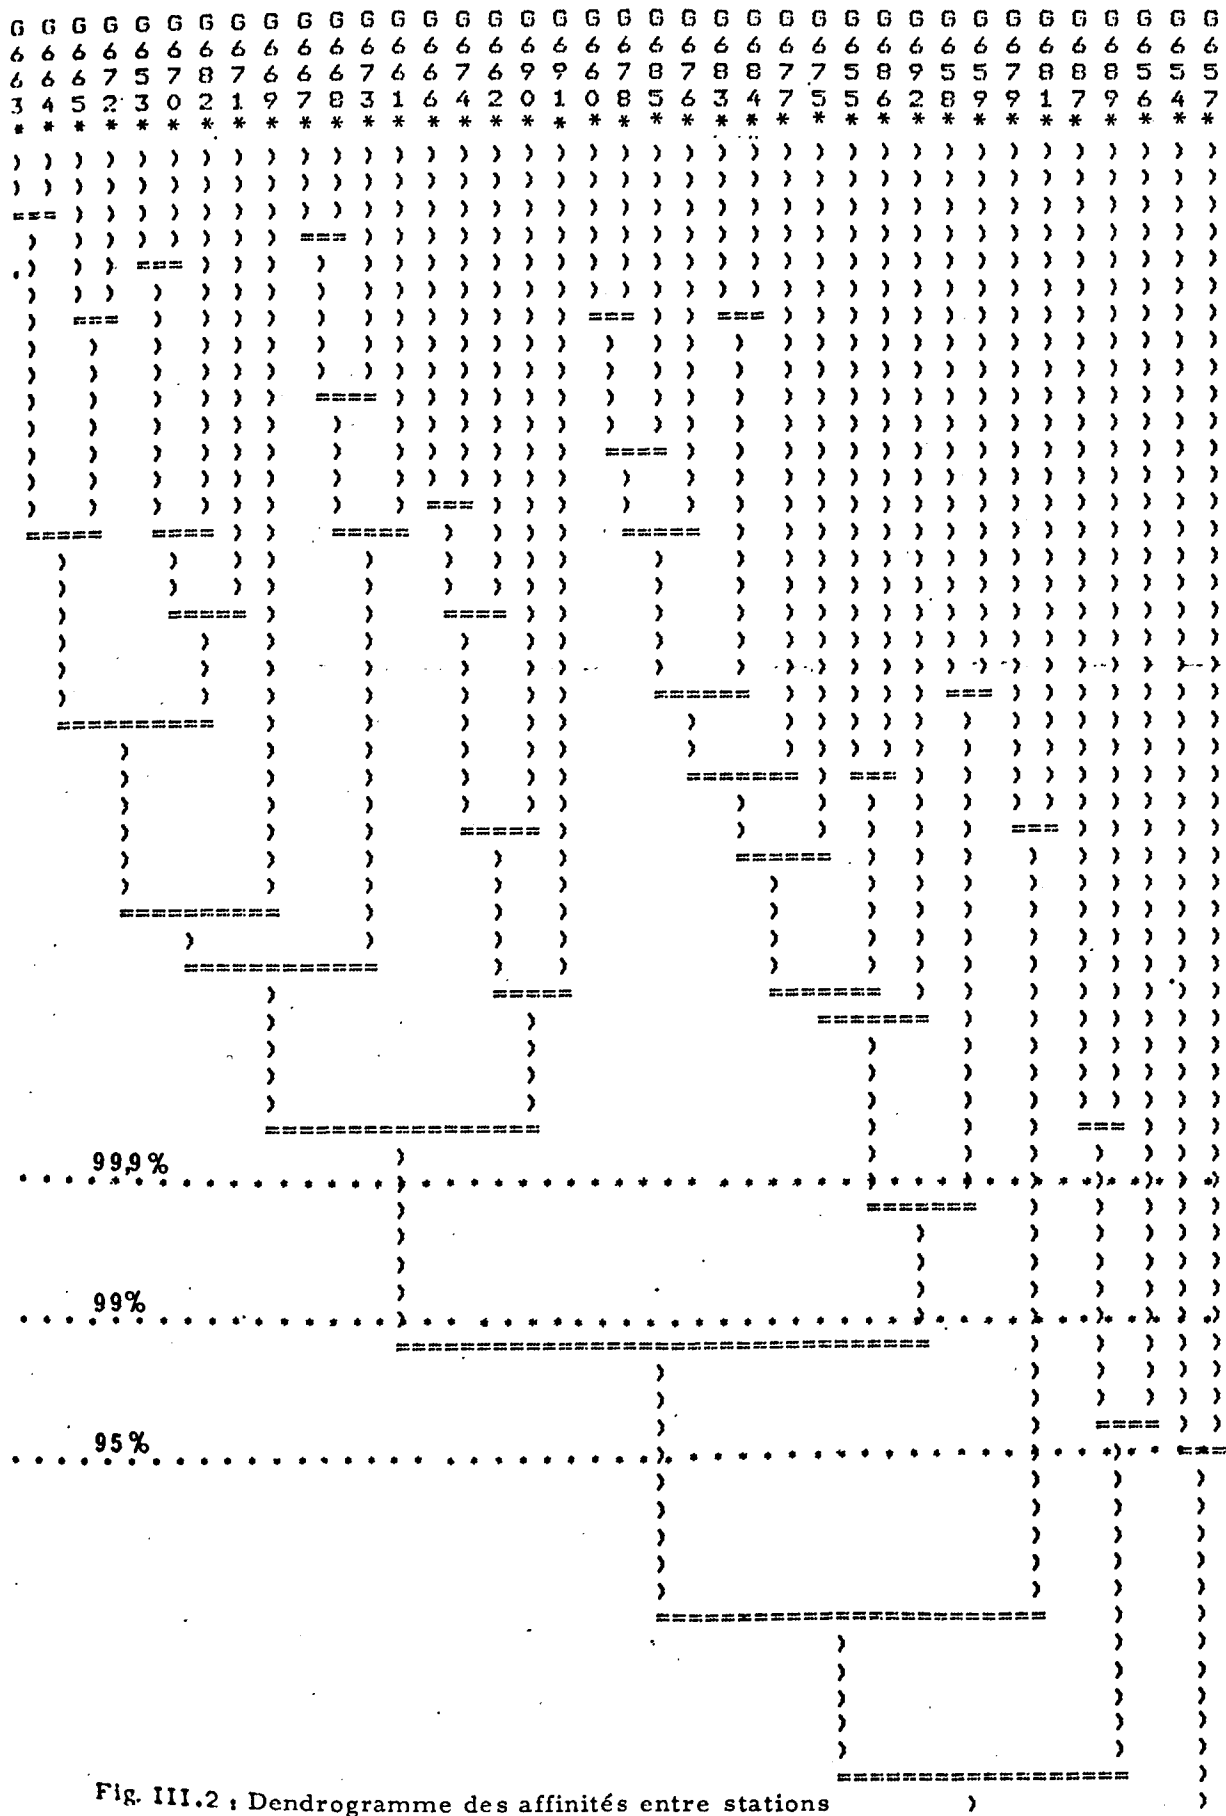 G G G G G G G G G G G G G G G G G G G G G G G G G G G G G G G G G G G G G G
6 6 6 6 6 6 6 6 6 6 6 6 6 6 6 6 6 6 6 6 6 6 6 6 6 6 6 6 6 6 6 6 6 6 6 6 6 6
6 6 6 7 5 7 8 7 6 6 6 7 6 6 7 6 9 9 6 7 8 7 8 8 7 7 5 8 9 5 5 7 8 8 8 5 5 5
3 4 5 2 3 0 2 1 9 7 8 3 1 6 4 2 0 1 0 8 5 6 3 4 7 5 5 6 2 8 9 9 1 7 9 6 4 7
* * * * * * * * * * * * * * * * * * * * * * * * * * * * * * * * * * * * * *
99,9%
99%
95%
Fig. III.2 : Dendrogramme des affinités entre stations